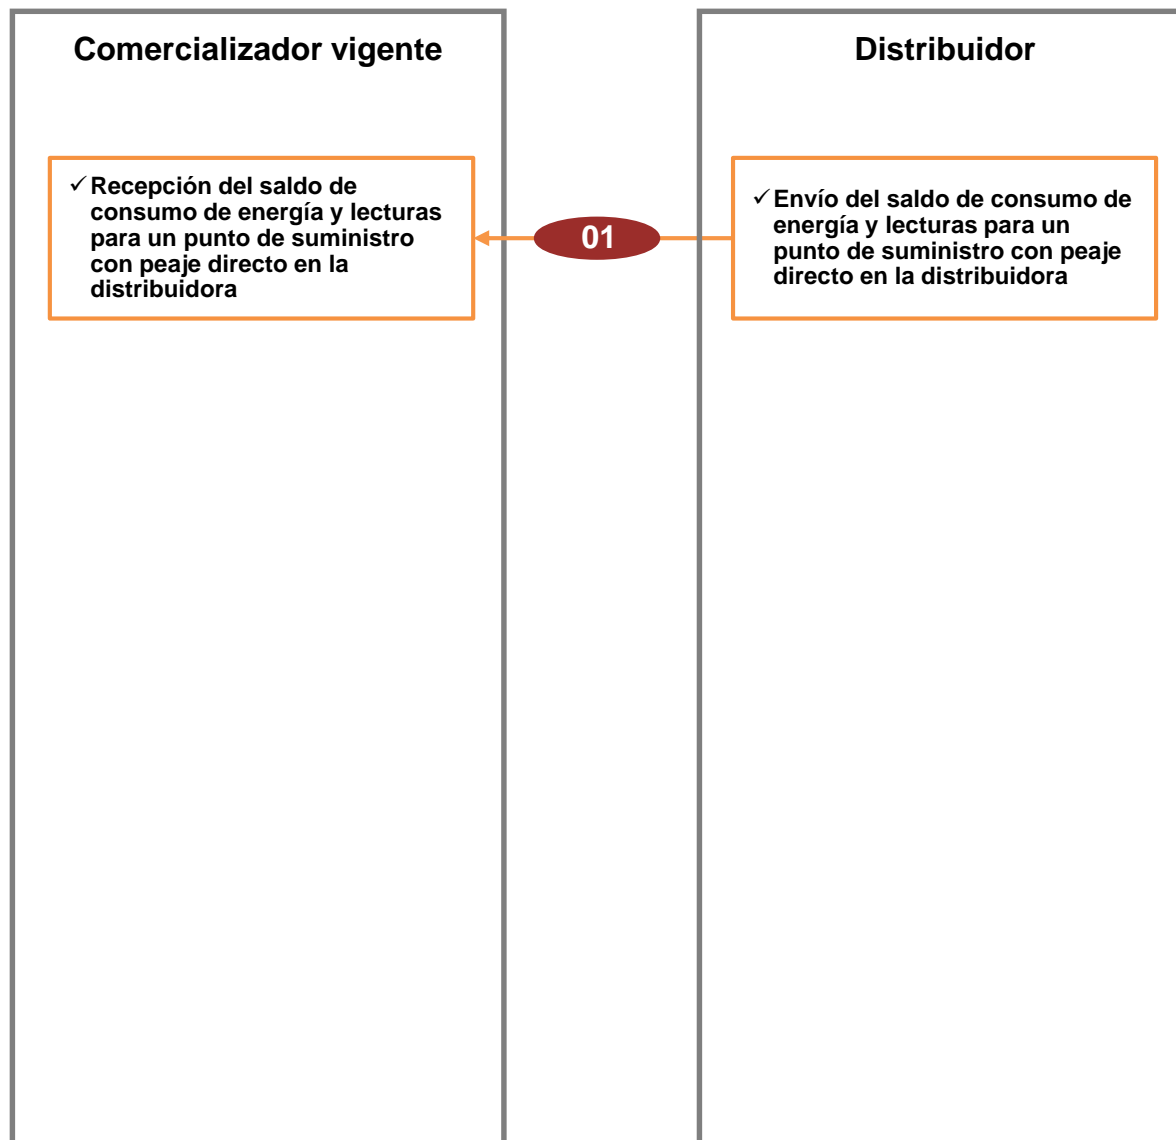 Comercializador vigente
Distribuidor
✓ Recepción del saldo de
consumo de energía y lecturas
para un punto de suministro
con peaje directo en la
distribuidora
01
✓ Envío del saldo de consumo de
energía y lecturas para un
punto de suministro con peaje
directo en la distribuidora